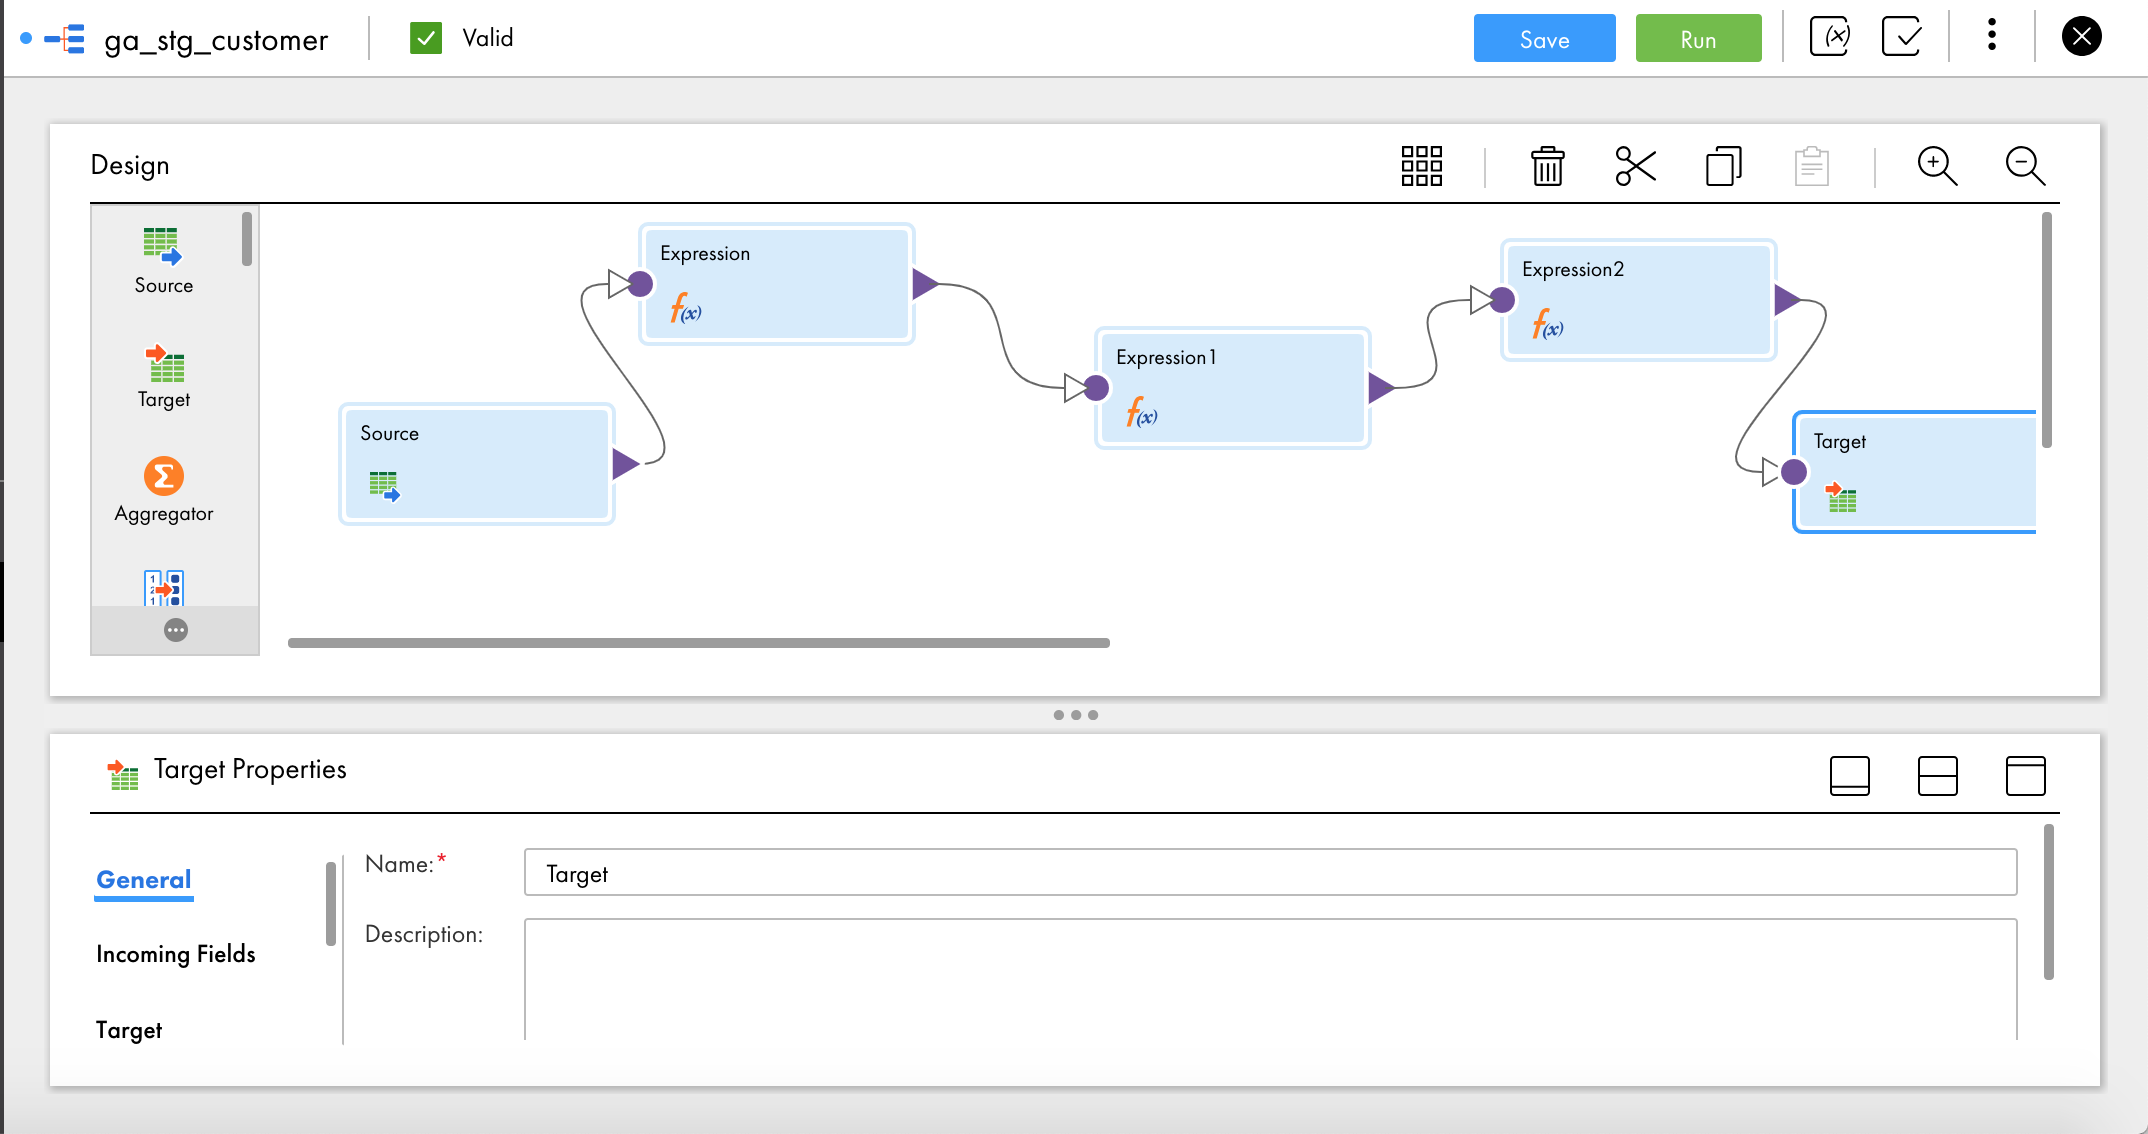 ga_stg_customer
Valid
Save
Run
(x)
Design
Source
Target
Aggregator
Expression
f(x)
Expression1
f(x)
Expression2
f(x)
Source
Target
Target Properties
General
Incoming Fields
Target
Name:*
Target
Description: